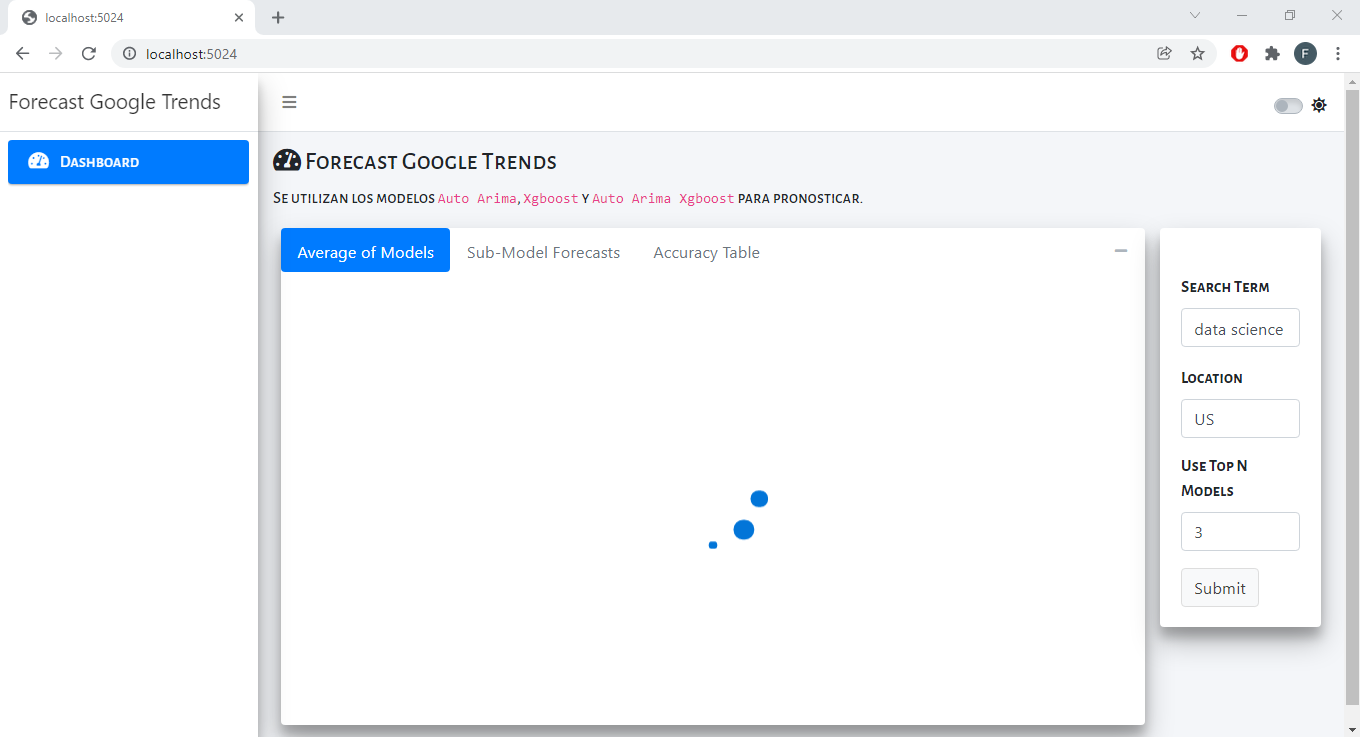 localhost:5024
localhost:5024
F
Forecast Google Trends
Dashboard
Forecast Google Trends
Se utilizan los modelos Auto Arima, Xgboost y Auto Arima Xgboost para pronosticar.
Average of Models Sub-Model Forecasts Accuracy Table
Search Term
data science
Location
US
Use Top N
Models
3
Submit